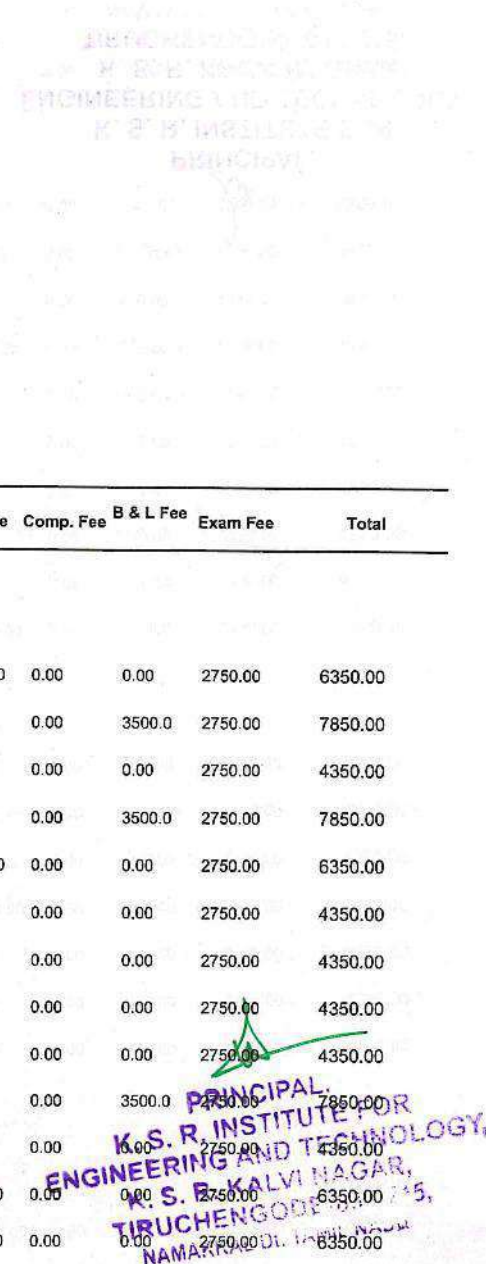 e Comp. Fee B & L Fee Exam Fee Total
0 0.00 0.00 2750.00 6350.00
0.00 3500.0 2750.00 7850.00
0.00 0.00 2750.00 4350.00
0.00 3500.0 2750.00 7850.00
0 0.00 0.00 2750.00 6350.00
0.00 0.00 2750.00 4350.00
0.00 0.00 2750.00 4350.00
0.00 0.00 2750.00 4350.00
0.00 0.00 2750.00 4350.00
0.00 3500.0 2750.00 7850.00
0.00 0.00 2750.00 4350.00
0 0.00 0.00 2750.00 6350.00
0 0.00 0.00 2750.00 6350.00
PRINCIPAL.
K. S. R. INSTITUTE FOR
ENGINEERING AND TECHNOLOGY,
K. S. R. KALVI NAGAR,
TIRUCHENGODE
NAMAKKAL Dt. TAMIL NADU